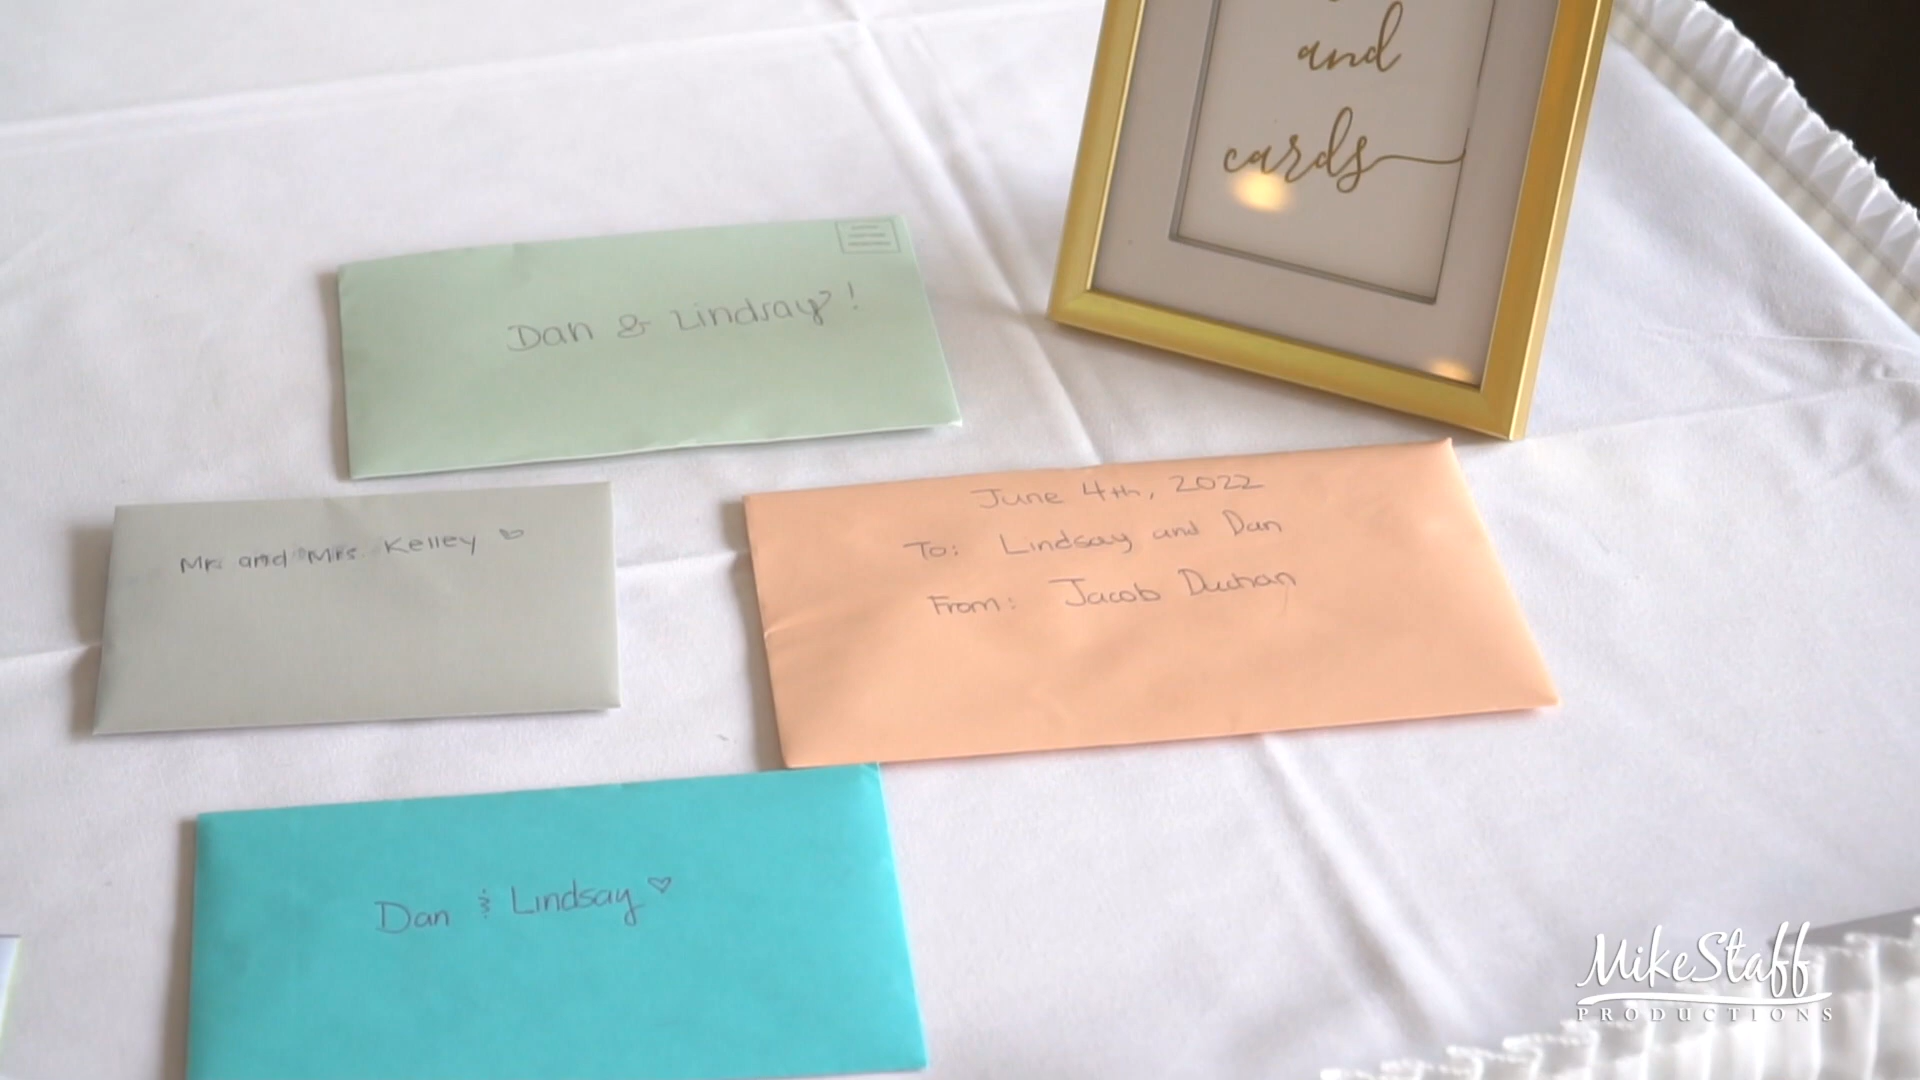 and
cards
Dan & Lindsay!
Mr. and Mrs. Kelley
June 4th, 2022
To: Lindsay and Dan
From: Jacob Duchan
Dan & Lindsay
MikeStaff
PRODUCTIONS